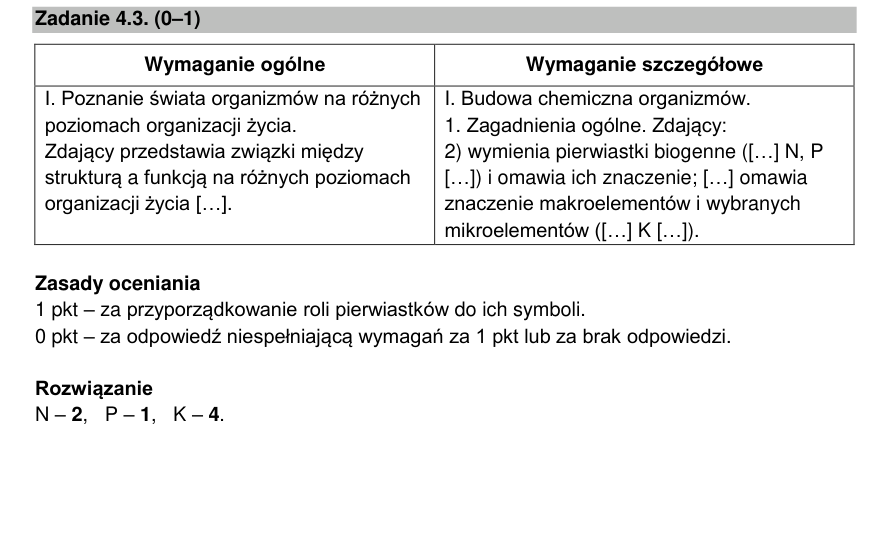 Zadanie 4.3. (0–1)
Wymaganie ogólne
Wymaganie szczegółowe
I. Poznanie świata organizmów na różnych
poziomach organizacji życia.
Zdający przedstawia związki między
strukturą a funkcją na różnych poziomach
organizacji życia […].
I. Budowa chemiczna organizmów.
1. Zagadnienia ogólne. Zdający:
2) wymienia pierwiastki biogenne ([…] N, P
[…]) i omawia ich znaczenie; […] omawia
znaczenie makroelementów i wybranych
mikroelementów ([…] K […]).
Zasady oceniania
1 pkt – za przyporządkowanie roli pierwiastków do ich symboli.
0 pkt – za odpowiedź niespełniającą wymagań za 1 pkt lub za brak odpowiedzi.
Rozwiązanie
N – 2, P – 1, K – 4.